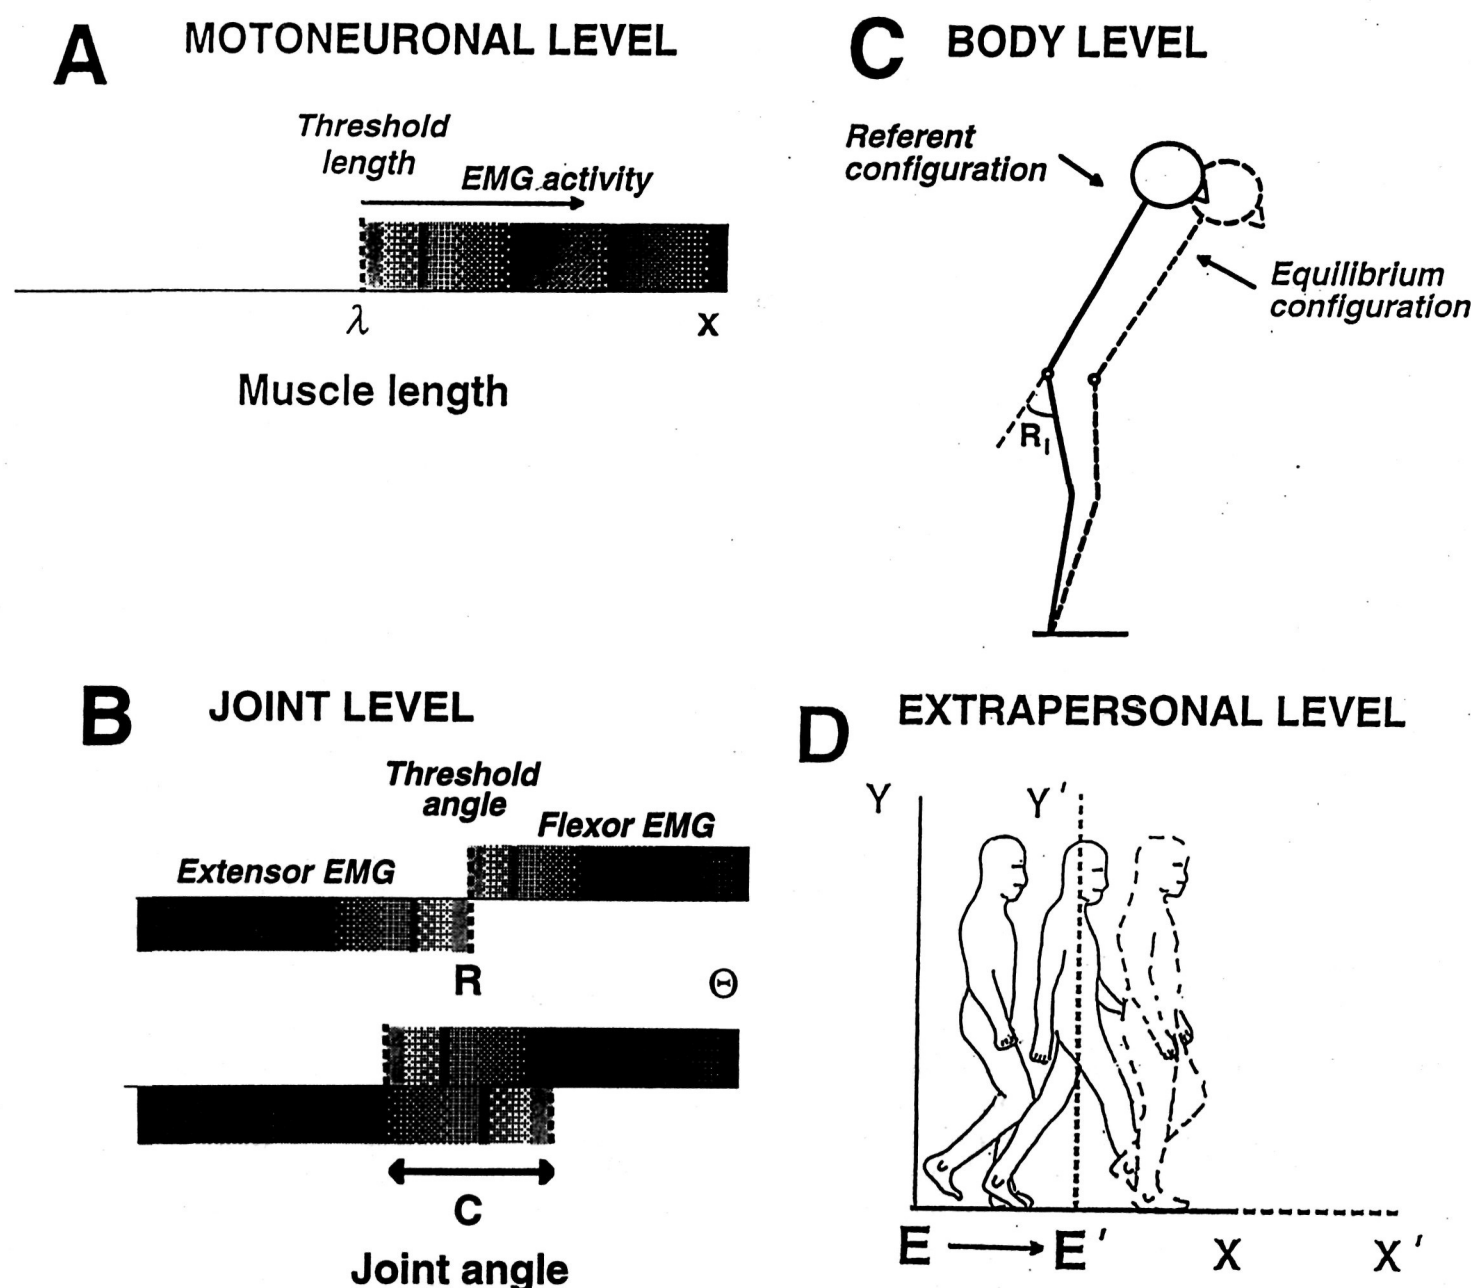 A
MOTONEURONAL LEVEL
Threshold
length
EMG activity
λ
x
Muscle length
C
BODY LEVEL
Referent
configuration
Equilibrium
configuration
R₁
B
JOINT LEVEL
Threshold
angle
Flexor EMG
Extensor EMG
R
Θ
C
Joint angle
D
EXTRAPERSONAL LEVEL
Y
Y'
E
E'
X
X'